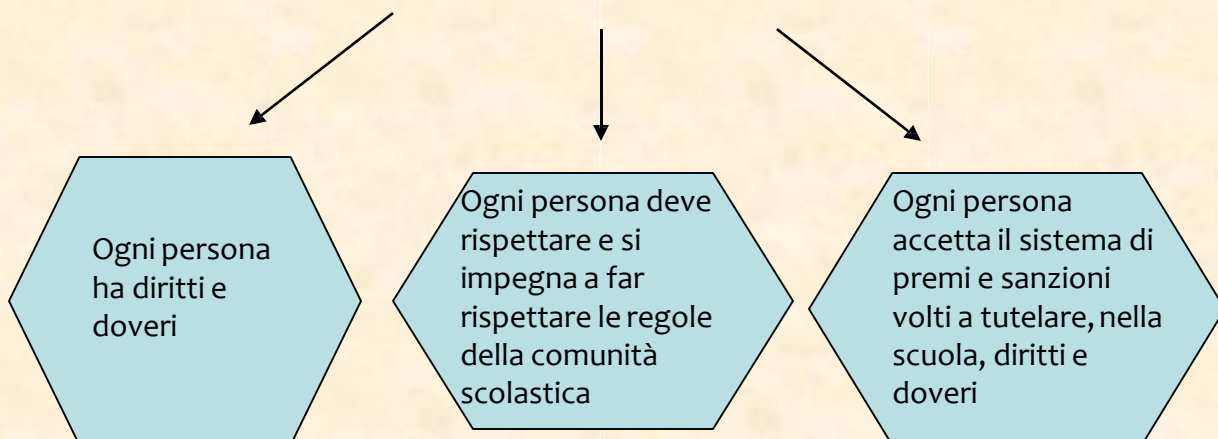 Ogni persona
ha diritti e
doveri
Ogni persona deve
rispettare e si
impegna a far
rispettare le regole
della comunità
scolastica
Ogni persona
accetta il sistema di
premi e sanzioni
volti a tutelare, nella
scuola, diritti e
doveri